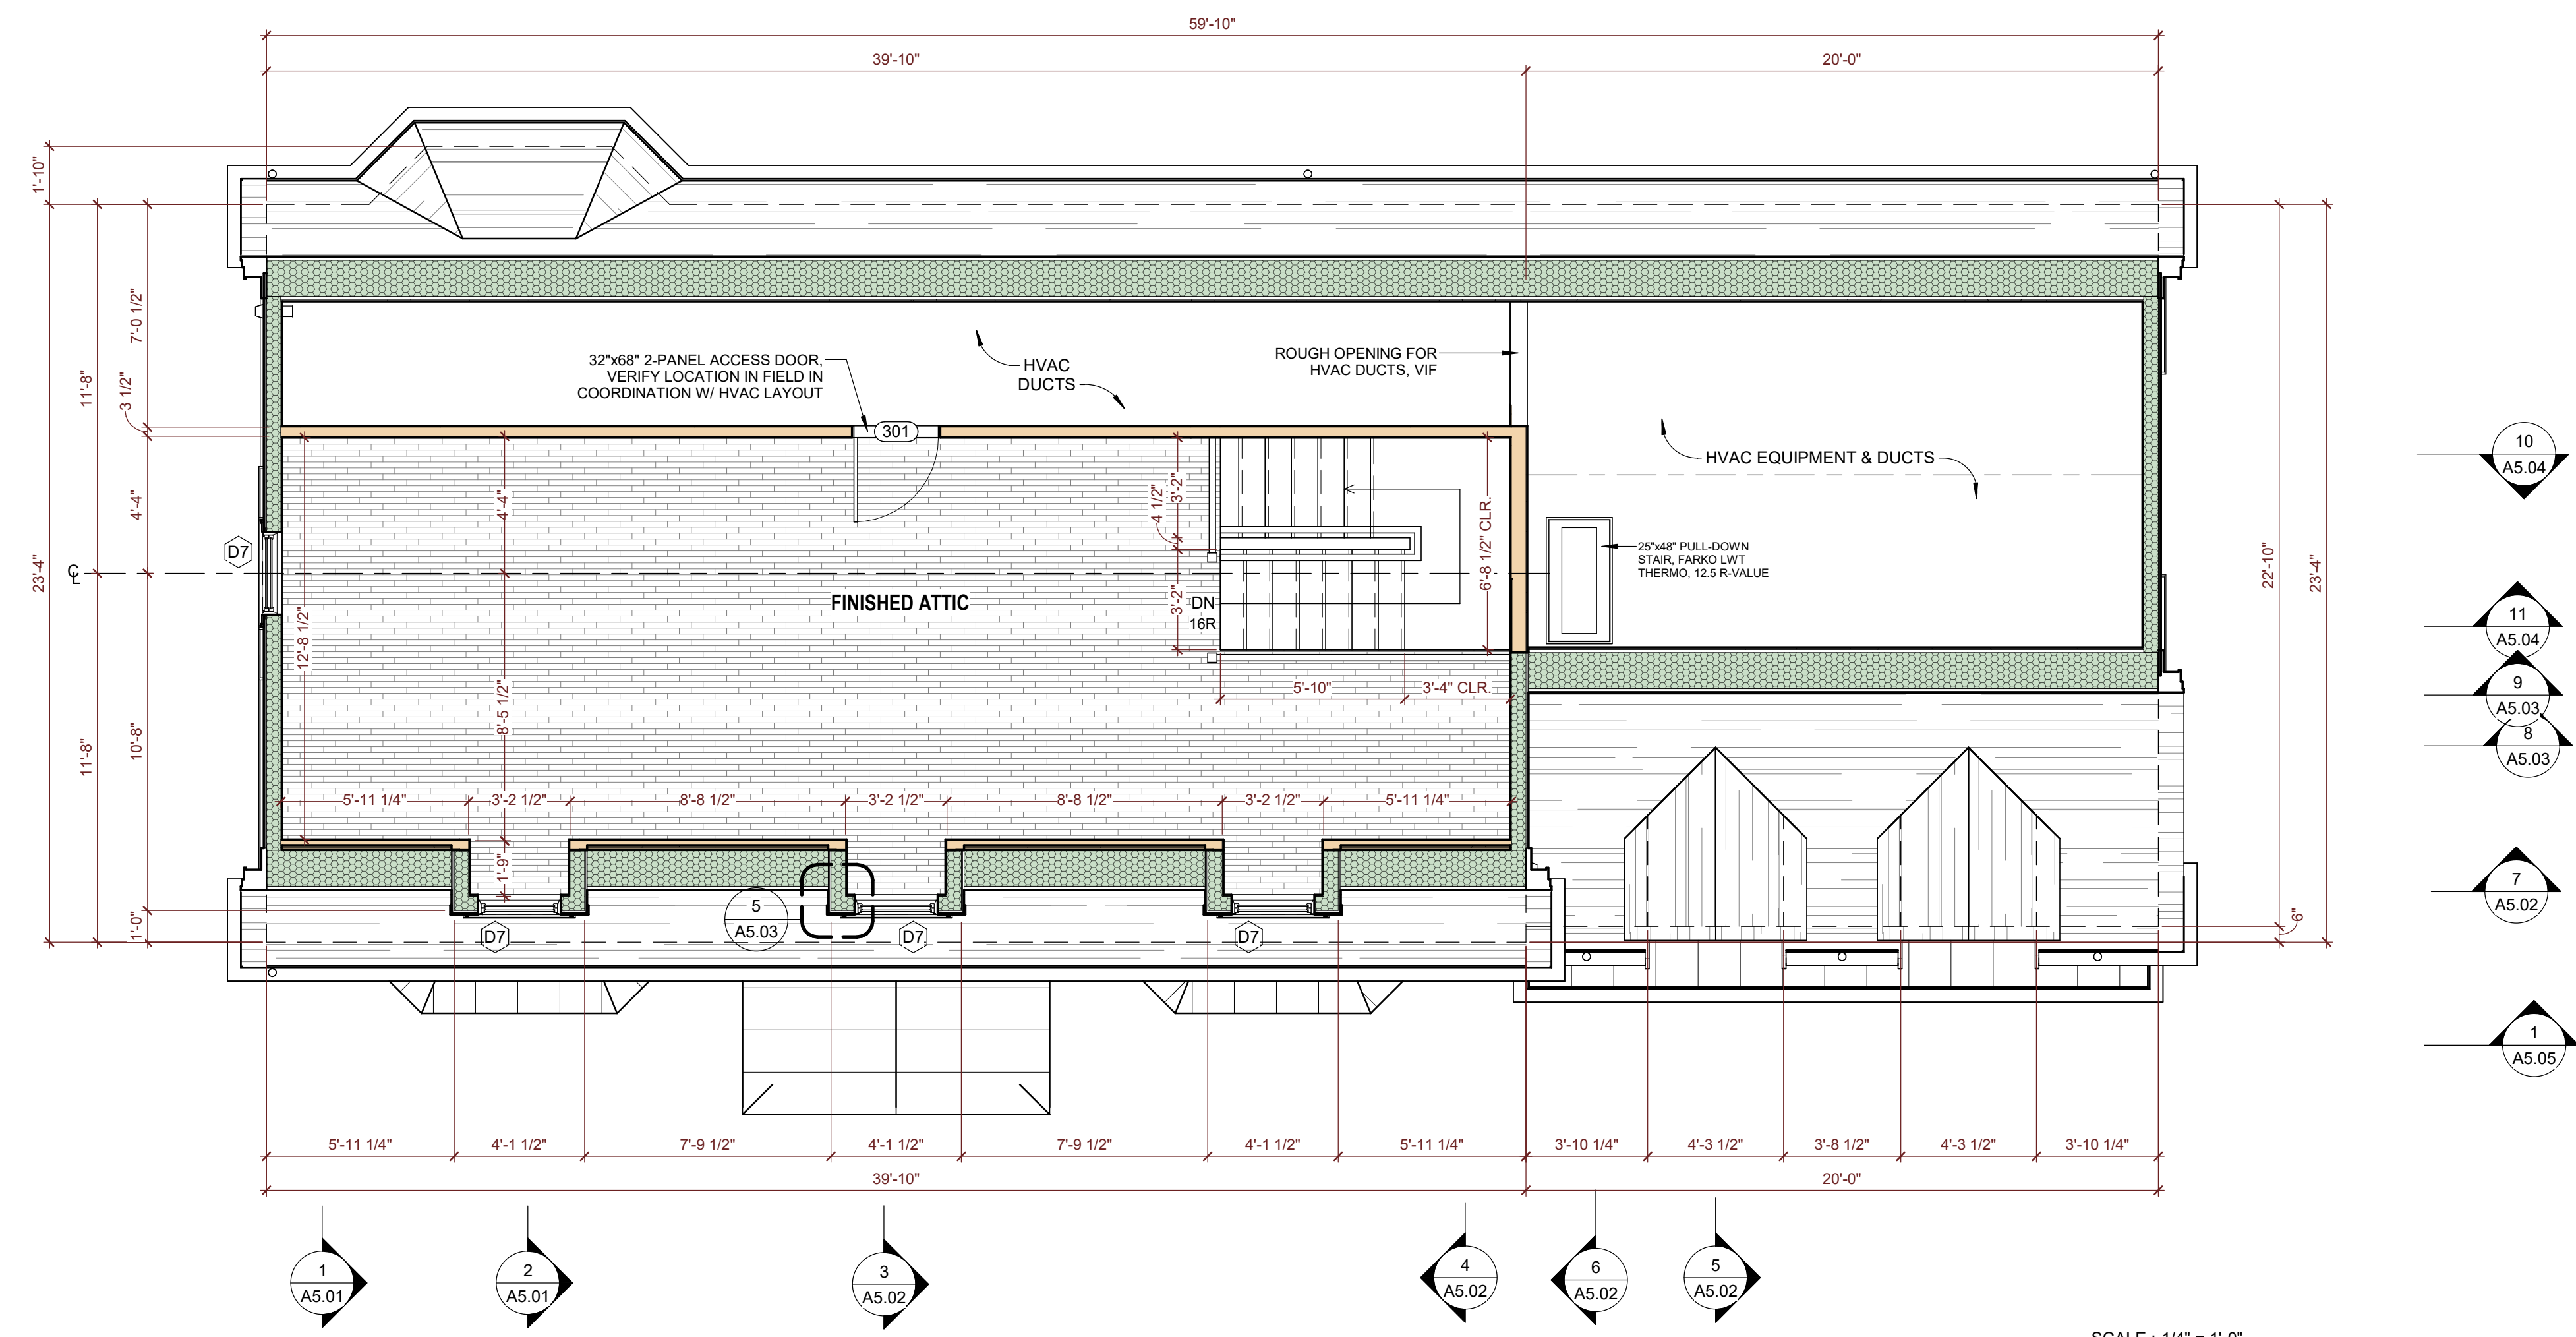 59'-10"
39'-10"
20'-0"
1'-10"
7'-0 1/2"
3 1/2"
11'-8"
4'-4"
23'-4"
10'-8"
11'-8"
1'-0"
32"x68" 2-PANEL ACCESS DOOR,
VERIFY LOCATION IN FIELD IN
COORDINATION W/ HVAC LAYOUT
HVAC
DUCTS
ROUGH OPENING FOR
HVAC DUCTS, VIF
301
HVAC EQUIPMENT & DUCTS
4'-4"
4 1/2"
3'-2"
6'-8 1/2" CLR.
25"x48" PULL-DOWN
STAIR, FARKO LWT
THERMO, 12.5 R-VALUE
D7
CL
FINISHED ATTIC
3'-2"
DN
16R
12'-8 1/2"
8'-5 1/2"
5'-10"
3'-4" CLR.
5'-11 1/4"
3'-2 1/2"
8'-8 1/2"
3'-2 1/2"
8'-8 1/2"
3'-2 1/2"
5'-11 1/4"
1'-9"
5
A5.03
D7
D7
D7
22'-10"
23'-4"
6"
10
A5.04
11
A5.04
9
A5.03
8
A5.03
7
A5.02
1
A5.05
5'-11 1/4"
4'-1 1/2"
7'-9 1/2"
4'-1 1/2"
7'-9 1/2"
4'-1 1/2"
5'-11 1/4"
3'-10 1/4"
4'-3 1/2"
3'-8 1/2"
4'-3 1/2"
3'-10 1/4"
39'-10"
20'-0"
1
A5.01
2
A5.01
3
A5.02
4
A5.02
6
A5.02
5
A5.02
SCALE : 1/4" = 1'-0"